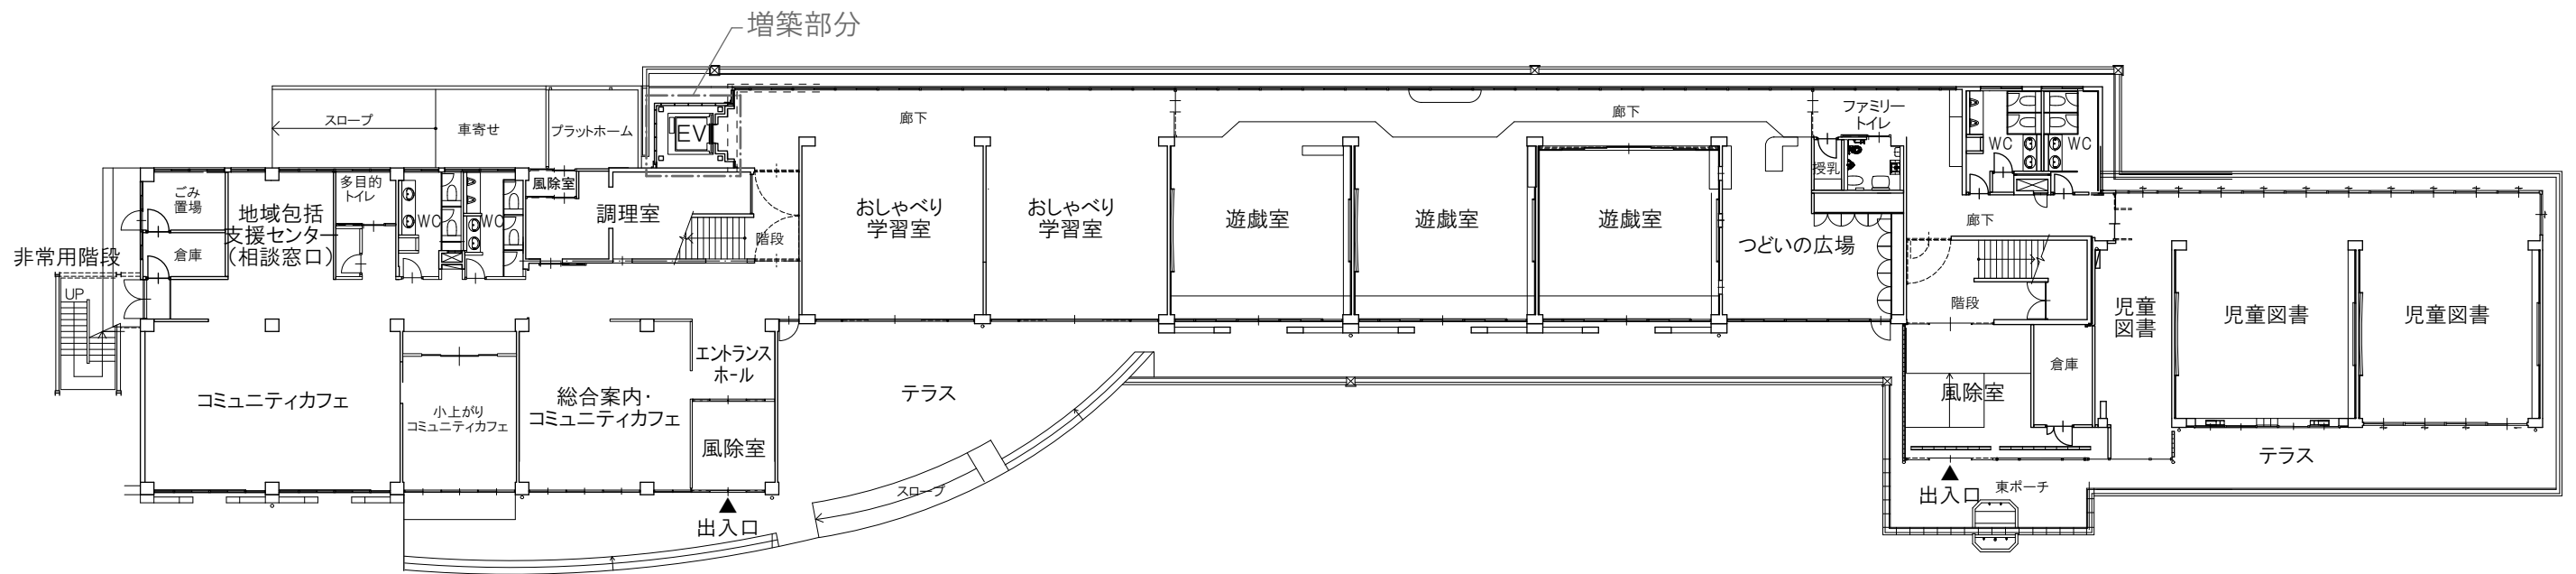 増築部分
スロープ
車寄せ
プラットホーム
EV
廊下
廊下
ファミリー
トイレ
WC
WC
ごみ
置場
倉庫
地域包括
支援センター
(相談窓口)
多目的
トイレ
WC
WC
風除室
調理室
階段
おしゃべり
学習室
おしゃべり
学習室
遊戯室
遊戯室
遊戯室
授乳
つどいの広場
廊下
階段
非常用階段
UP
コミュニティカフェ
小上がり
コミュニティカフェ
総合案内・
コミュニティカフェ
エントランス
ホール
風除室
テラス
スロープ
出入口
風除室
倉庫
児童
図書
児童図書
児童図書
テラス
出入口
東ポーチ